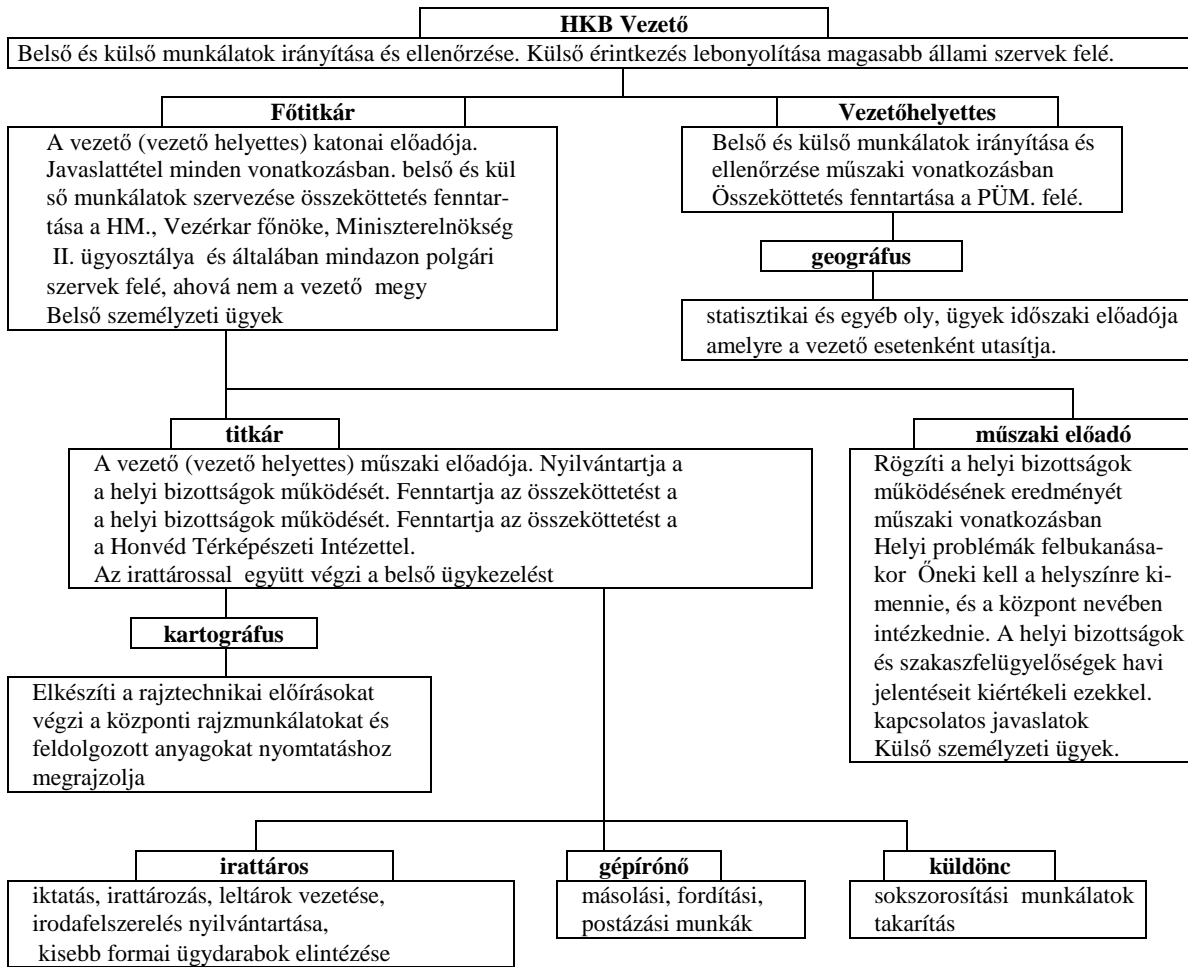 HKB Vezető
Belső és külső munkálatok irányítása és ellenőrzése. Külső érintkezés lebonyolítása magasabb állami szervek felé.
Főtitkár
A vezető (vezető helyettes) katonai előadója.
Javaslattétel minden vonatkozásban. belső és kül
ső munkálatok szervezése összeköttetés fenntar-
tása a HM., Vezérkar főnöke, Miniszterelnökség
II. ügyosztálya és általában mindazon polgári
szervek felé, ahová nem a vezető megy
Belső személyzeti ügyek
Vezetőhelyettes
Belső és külső munkálatok irányítása és
ellenőrzése műszaki vonatkozásban
Összeköttetés fenntartása a PÜM. felé.
geográfus
statisztikai és egyéb oly, ügyek időszaki előadója
amelyre a vezető esetenként utasítja.
titkár
A vezető (vezető helyettes) műszaki előadója. Nyilvántartja a
a helyi bizottságok működését. Fenntartja az összeköttetést a
a helyi bizottságok működését. Fenntartja az összeköttetést a
a Honvéd Térképészeti Intézettel.
Az irattárossal együtt végzi a belső ügykezelést
műszaki előadó
Rögzíti a helyi bizottságok
működésének eredményét
műszaki vonatkozásban
Helyi problémák felbukanása-
kor Őneki kell a helyszínre ki-
mennie, és a központ nevében
intézkednie. A helyi bizottságok
és szakaszfelügyelőségek havi
jelentéseit kiértékeli ezekkel.
kapcsolatos javaslatok
Külső személyzeti ügyek.
kartográfus
Elkészíti a rajztechnikai előírásokat
végzi a központi rajzmunkálatokat és
feldolgozott anyagokat nyomtatáshoz
megrajzolja
irattáros
iktatás, irattározás, leltárok vezetése,
irodafelszerelés nyilvántartása,
kisebb formai ügydarabok elintézése
gépírónő
másolási, fordítási,
postázási munkák
küldönc
sokszorosítási munkálatok
takarítás